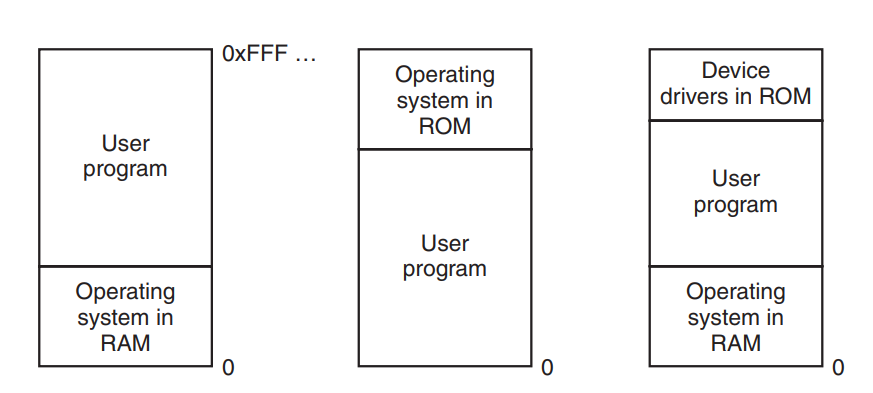 0xFFF …
User
program
Operating
system in
RAM
0
Operating
system in
ROM
User
program
0
Device
drivers in ROM
User
program
Operating
system in
RAM
0